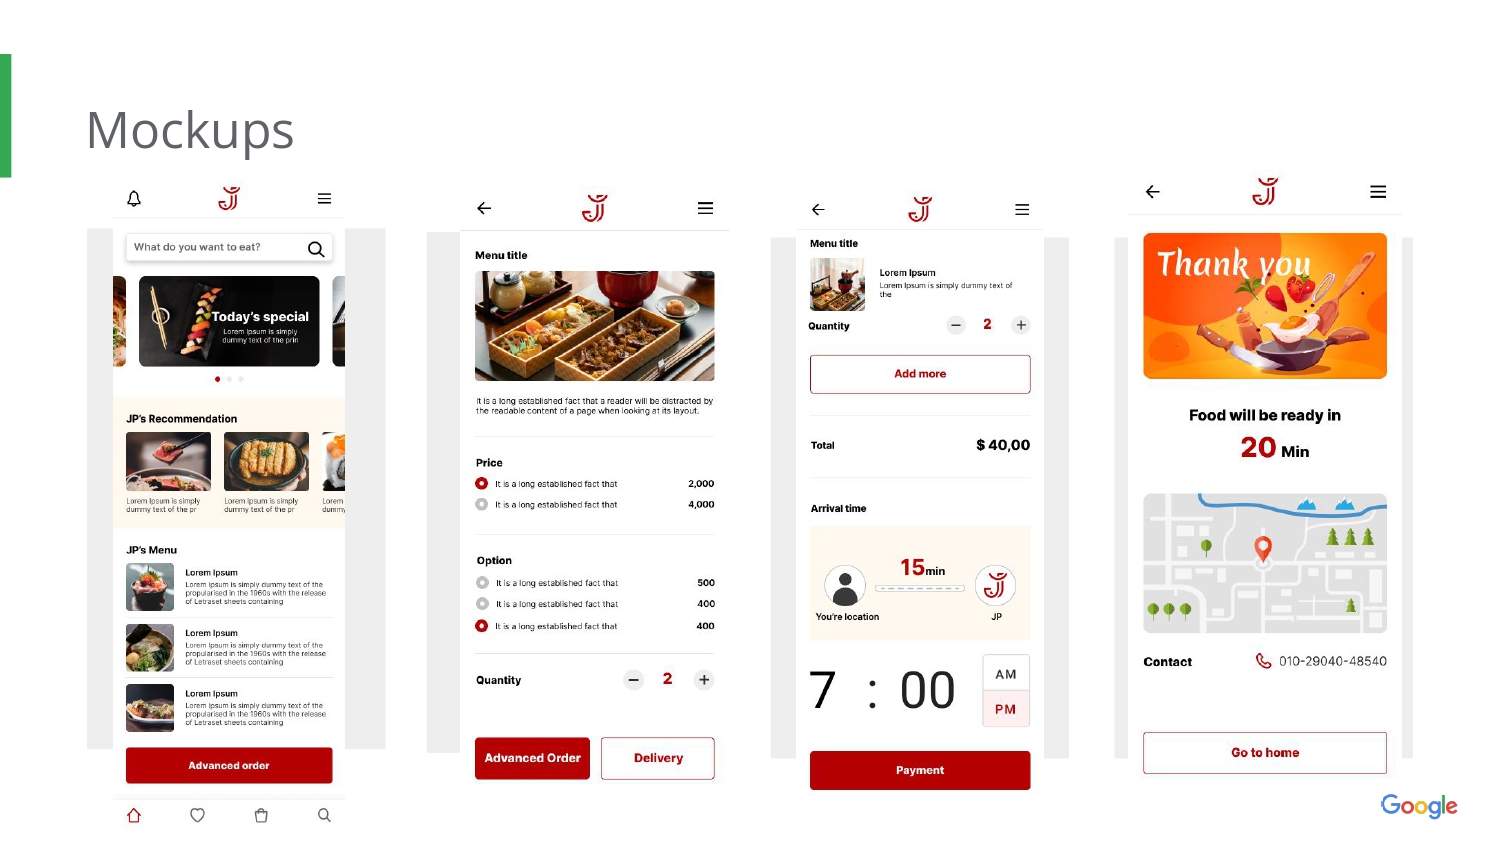 Mockups
What do you want to eat?
Today's special
Lorem Ipsum is simply
dummy text of the prin
JP's Recommendation
Lorem Ipsum is simply
dummy text of the pr
Lorem Ipsum is simply
dummy text of the pr
Lorem
dummy
JP's Menu
Lorem Ipsum
Lorem Ipsum is simply dummy text of the
propularised in the 1960s with the release
of Letraset sheets containing
Lorem Ipsum
Lorem Ipsum is simply dummy text of the
propularised in the 1960s with the release
of Letraset sheets containing
Lorem Ipsum
Lorem Ipsum is simply dummy text of the
propularised in the 1960s with the release
of Letraset sheets containing
Advanced order
Menu title
It is a long established fact that a reader will be distracted by
the readable content of a page when looking at its layout.
Price
It is a long established fact that 2,000
It is a long established fact that 4,000
Option
It is a long established fact that 500
It is a long established fact that 400
It is a long established fact that 400
Quantity 2
Advanced Order Delivery
Menu title
Lorem Ipsum
Lorem Ipsum is simply dummy text of
the
Quantity 2
Add more
Total $ 40,00
Arrival time
15min
You're location JP
7 : 00
AM
PM
Payment
Thank you
Food will be ready in
20 Min
Contact 010-29040-48540
Go to home
Google